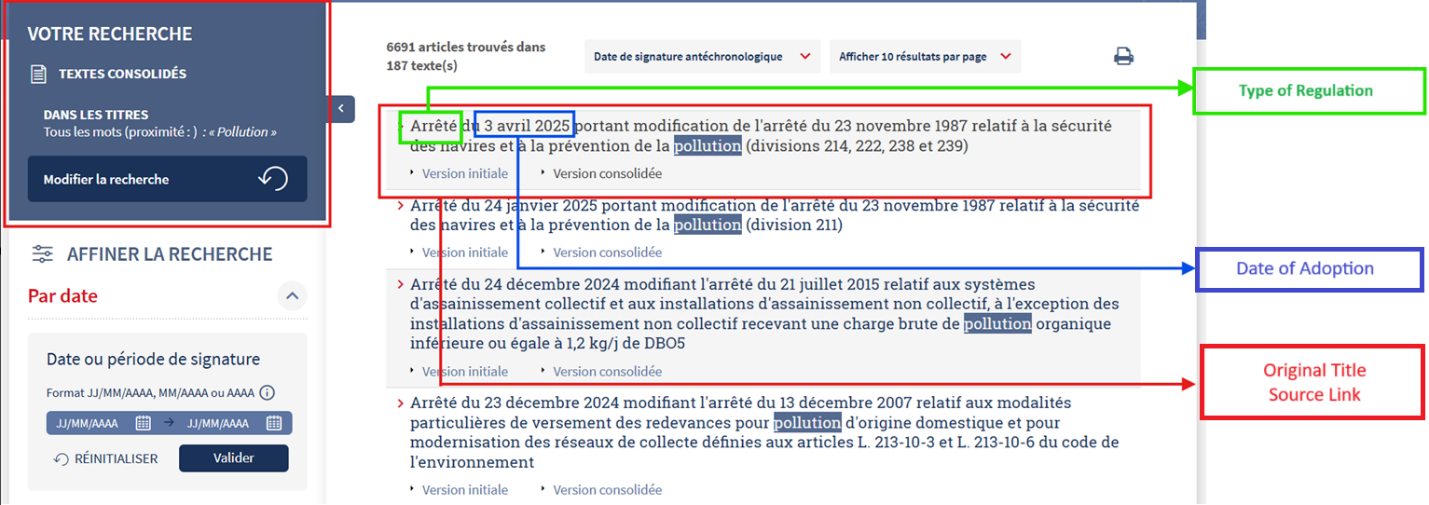 VOTRE RECHERCHE
TEXTES CONSOLIDÉS
DANS LES TITRES
Tous les mots (proximité : ) : « Pollution »
Modifier la recherche
AFFINER LA RECHERCHE
Par date
Date ou période de signature
Format JJ/MM/AAAA, MM/AAAA ou AAAA
JJ/MM/AAAA → JJ/MM/AAAA
RÉINITIALISER Valider
6691 articles trouvés dans
187 texte(s)
Date de signature antéchronologique
Afficher 10 résultats par page
Arrêté du 3 avril 2025 portant modification de l'arrêté du 23 novembre 1987 relatif à la sécurité
des navires et à la prévention de la pollution (divisions 214, 222, 238 et 239)
Version initiale Version consolidée
Arrêté du 24 janvier 2025 portant modification de l'arrêté du 23 novembre 1987 relatif à la sécurité
des navires et à la prévention de la pollution (division 211)
Version initiale Version consolidée
Arrêté du 24 décembre 2024 modifiant l'arrêté du 21 juillet 2015 relatif aux systèmes
d'assainissement collectif et aux installations d'assainissement non collectif, à l'exception des
installations d'assainissement non collectif recevant une charge brute de pollution organique
inférieure ou égale à 1,2 kg/j de DBO5
Version initiale Version consolidée
Arrêté du 23 décembre 2024 modifiant l'arrêté du 13 décembre 2007 relatif aux modalités
particulières de versement des redevances pour pollution d'origine domestique et pour
modernisation des réseaux de collecte définies aux articles L. 213-10-3 et L. 213-10-6 du code de
l'environnement
Version initiale Version consolidée
Type of Regulation
Date of Adoption
Original Title
Source Link